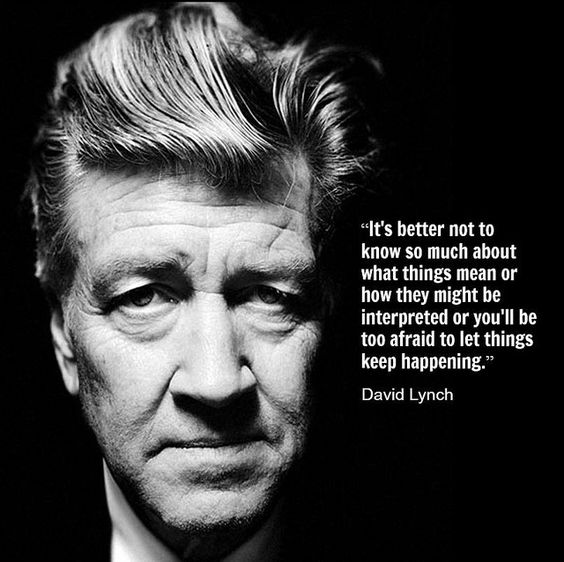 “It's better not to
know so much about
what things mean or
how they might be
interpreted or you'll be
too afraid to let things
keep happening.”
David Lynch